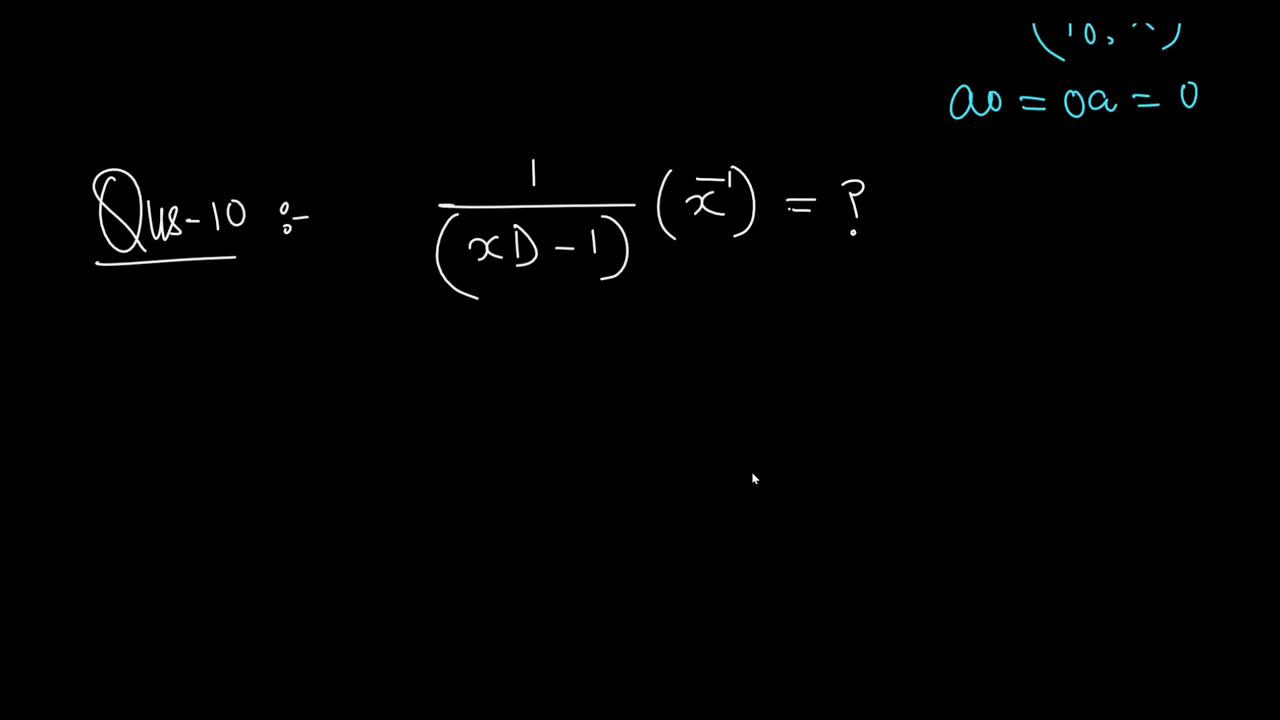 a0 = 0a = 0
Qus-10 :- 1/(xD-1) (x⁻¹) = ?